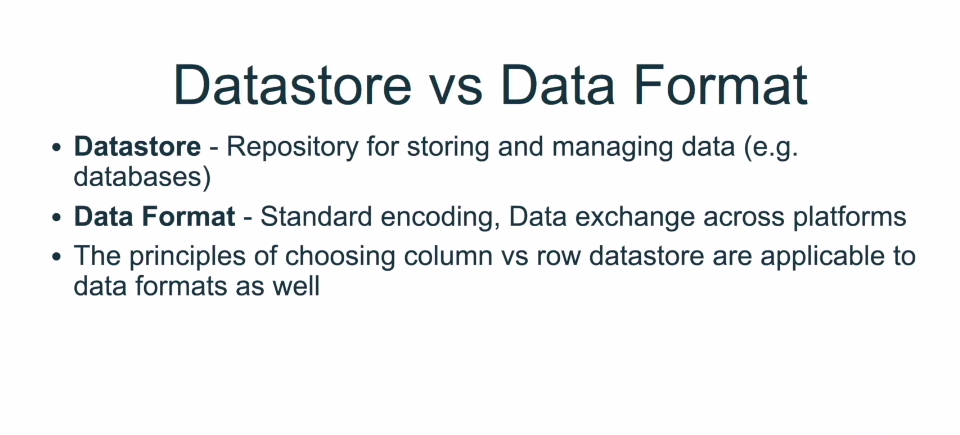 Datastore vs Data Format
• Datastore - Repository for storing and managing data (e.g.
databases)
• Data Format - Standard encoding, Data exchange across platforms
• The principles of choosing column vs row datastore are applicable to
data formats as well